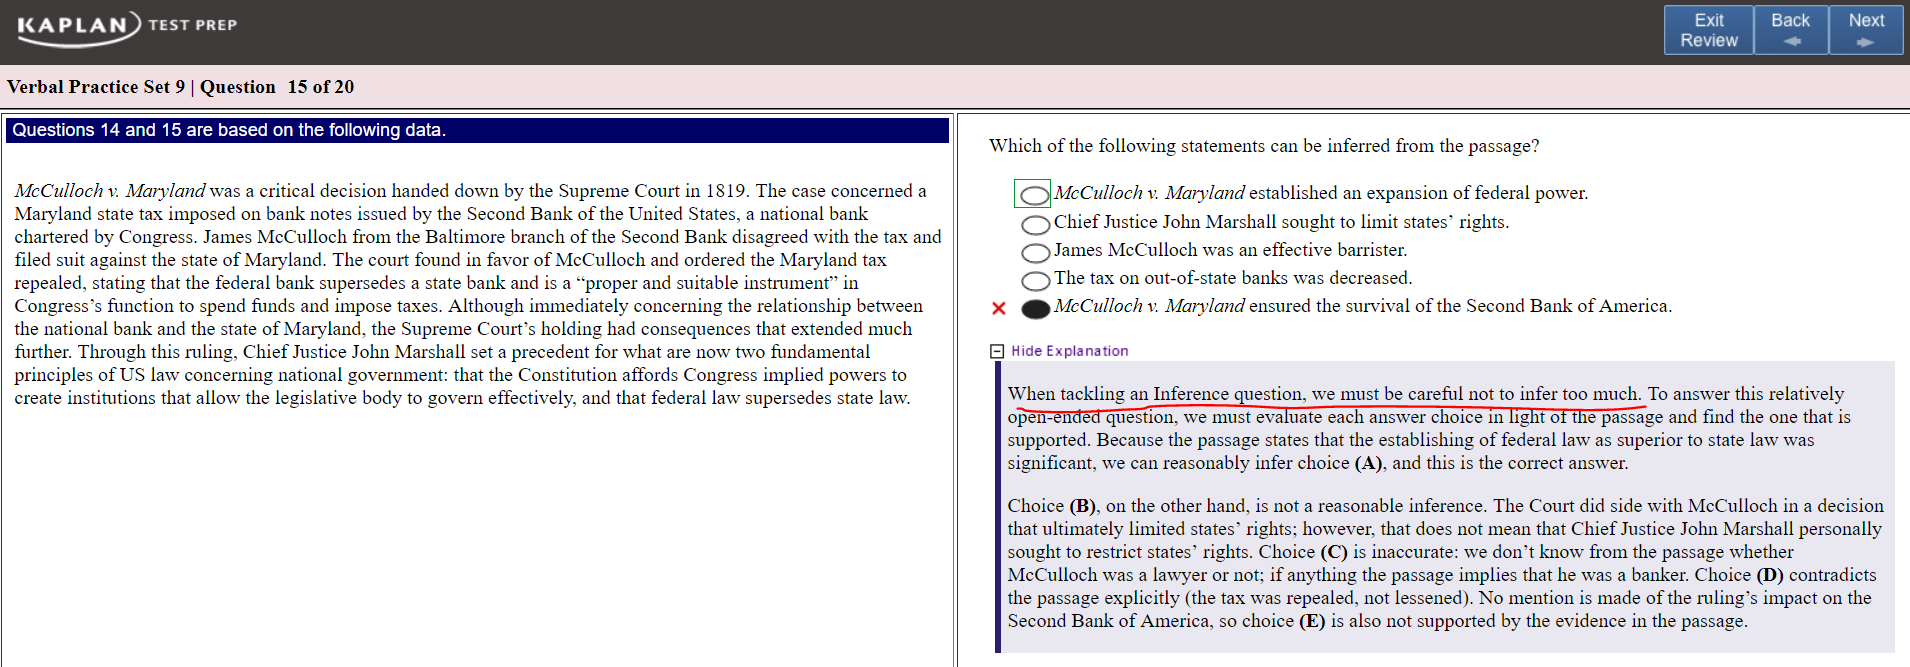 KAPLAN TEST PREP
Exit Review
Back
Next
Verbal Practice Set 9 | Question 15 of 20
Questions 14 and 15 are based on the following data.
McCulloch v. Maryland was a critical decision handed down by the Supreme Court in 1819. The case concerned a
Maryland state tax imposed on bank notes issued by the Second Bank of the United States, a national bank
chartered by Congress. James McCulloch from the Baltimore branch of the Second Bank disagreed with the tax and
filed suit against the state of Maryland. The court found in favor of McCulloch and ordered the Maryland tax
repealed, stating that the federal bank supersedes a state bank and is a “proper and suitable instrument” in
Congress’s function to spend funds and impose taxes. Although immediately concerning the relationship between
the national bank and the state of Maryland, the Supreme Court’s holding had consequences that extended much
further. Through this ruling, Chief Justice John Marshall set a precedent for what are now two fundamental
principles of US law concerning national government: that the Constitution affords Congress implied powers to
create institutions that allow the legislative body to govern effectively, and that federal law supersedes state law.
Which of the following statements can be inferred from the passage?
McCulloch v. Maryland established an expansion of federal power.
Chief Justice John Marshall sought to limit states’ rights.
James McCulloch was an effective barrister.
The tax on out-of-state banks was decreased.
McCulloch v. Maryland ensured the survival of the Second Bank of America.
Hide Explanation
When tackling an Inference question, we must be careful not to infer too much. To answer this relatively
open-ended question, we must evaluate each answer choice in light of the passage and find the one that is
supported. Because the passage states that the establishing of federal law as superior to state law was
significant, we can reasonably infer choice (A), and this is the correct answer.
Choice (B), on the other hand, is not a reasonable inference. The Court did side with McCulloch in a decision
that ultimately limited states’ rights; however, that does not mean that Chief Justice John Marshall personally
sought to restrict states’ rights. Choice (C) is inaccurate: we don’t know from the passage whether
McCulloch was a lawyer or not; if anything the passage implies that he was a banker. Choice (D) contradicts
the passage explicitly (the tax was repealed, not lessened). No mention is made of the ruling’s impact on the
Second Bank of America, so choice (E) is also not supported by the evidence in the passage.